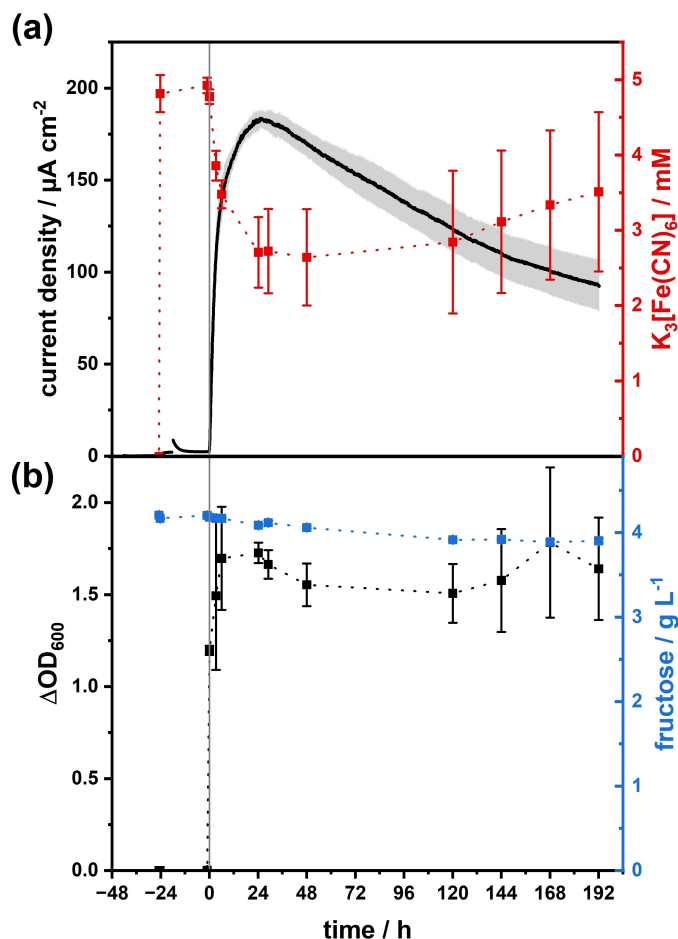 (a)
200
150
100
50
0
current density / µA cm⁻²
5
4
3
2
1
0
K₃[Fe(CN)₆] / mM
(b)
2.0
1.5
1.0
0.5
0.0
ΔOD₆₀₀
4
3
2
1
0
fructose / g L⁻¹
−48 −24 0 24 48 72 96 120 144 168 192
time / h